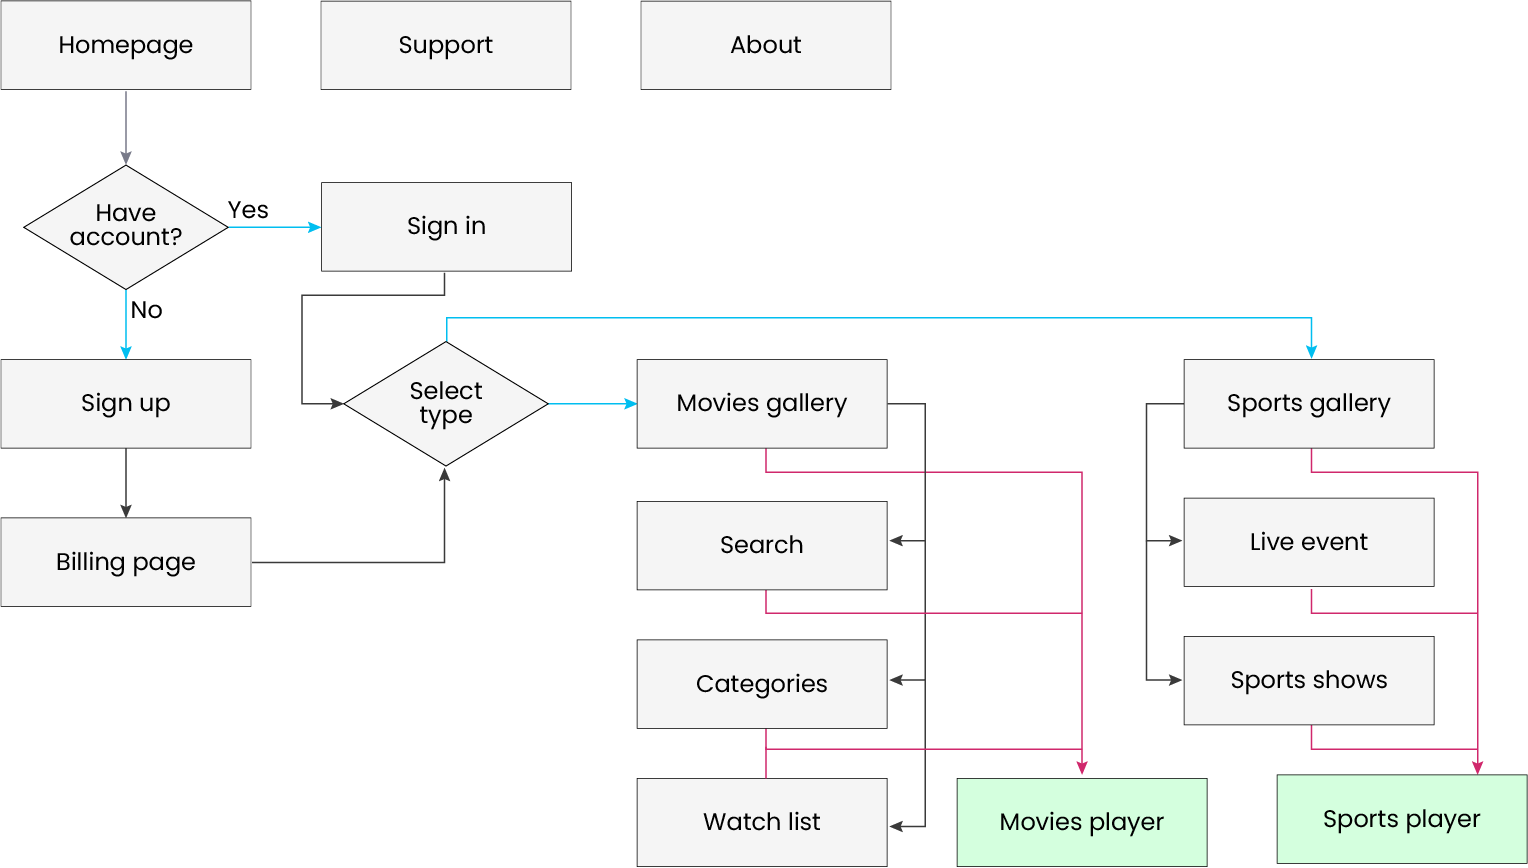 Homepage
Support
About
Have
account?
Yes
Sign in
No
Sign up
Select
type
Movies gallery
Sports gallery
Billing page
Search
Live event
Categories
Sports shows
Watch list
Movies player
Sports player